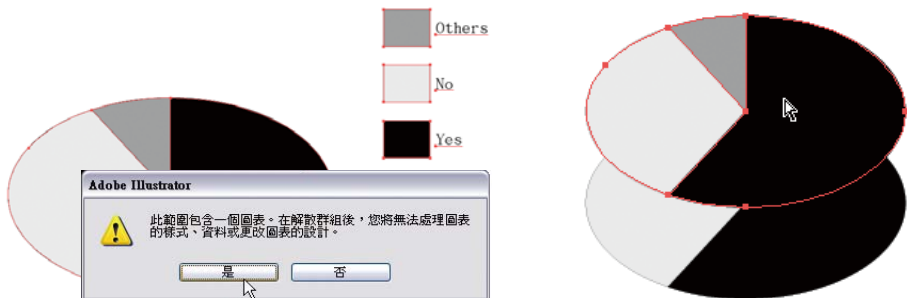 Others
No
Yes
Adobe Illustrator
此範圍包含一個圖表。在解散群組後，您將無法處理圖表
的樣式、資料或更改圖表的設計。
是
否